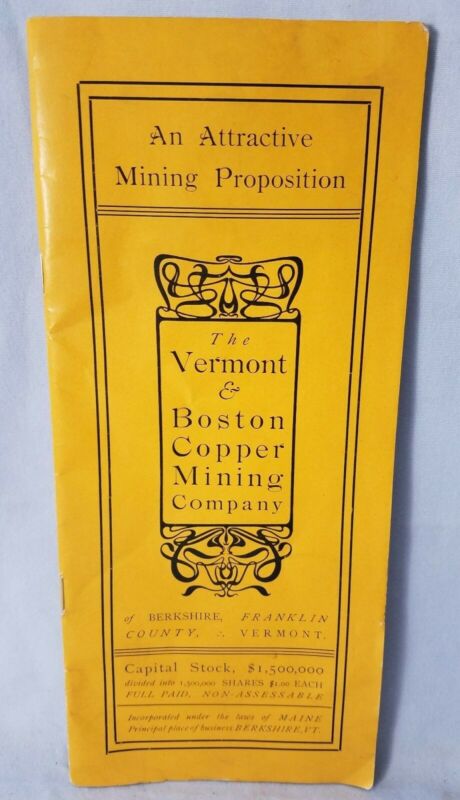 An Attractive
Mining Proposition
The
Vermont
&
Boston
Copper
Mining
Company
of BERKSHIRE, FRANKLIN
COUNTY, ∴ VERMONT.
Capital Stock, $1,500,000
divided into 1,500,000 SHARES $1.00 EACH
FULL PAID, NON-ASSESSABLE
Incorporated under the laws of MAINE
Principal place of business BERKSHIRE, VT.